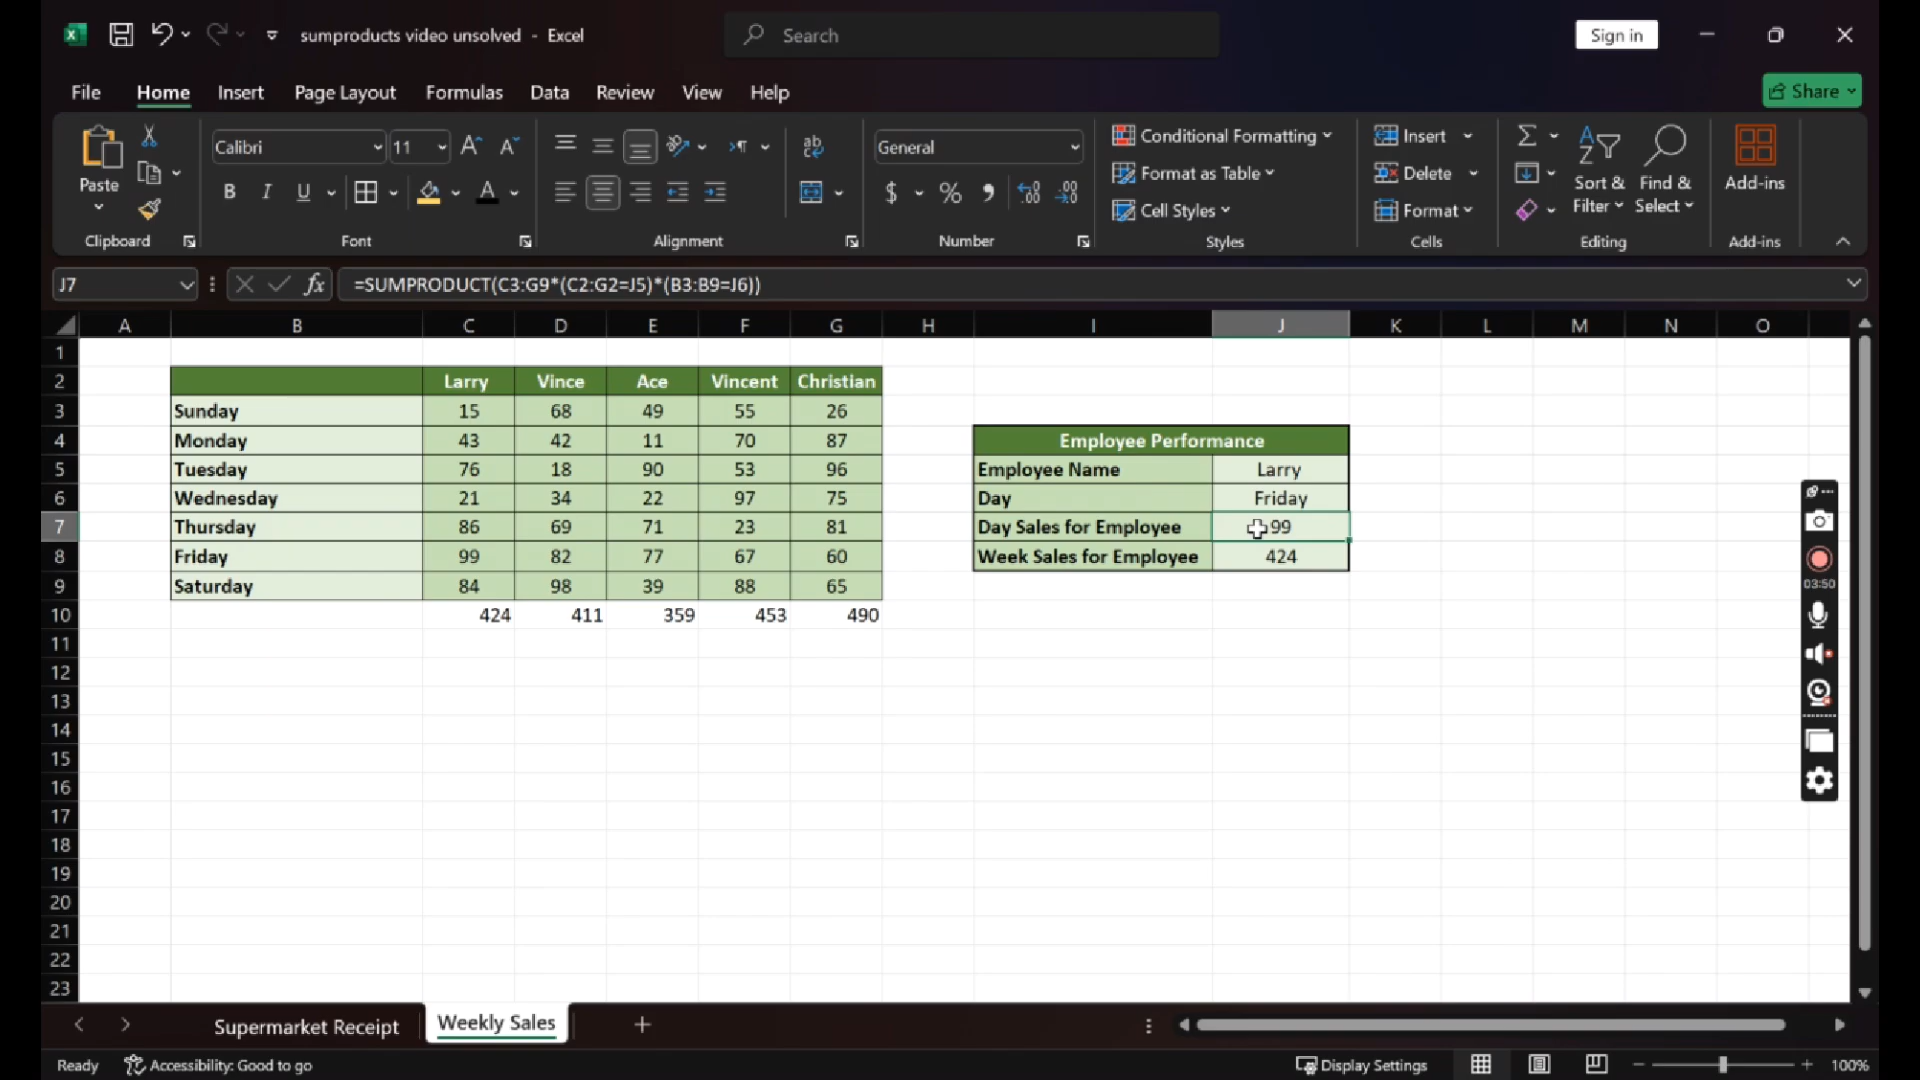 sumproducts video unsolved - Excel
Search
Sign in
File Home Insert Page Layout Formulas Data Review View Help
Share
Paste
Calibri 11
General
Conditional Formatting
Format as Table
Cell Styles
Insert
Delete
Format
Sort & Filter
Find & Select
Add-ins
Clipboard Font Alignment Number Styles Cells Editing Add-ins
J7 =SUMPRODUCT(C3:G9*(C2:G2=J5)*(B3:B9=J6))
A B C D E F G H I J K L M N O
1
2 Larry Vince Ace Vincent Christian
3 Sunday 15 68 49 55 26
4 Monday 43 42 11 70 87 Employee Performance
5 Tuesday 76 18 90 53 96 Employee Name Larry
6 Wednesday 21 34 22 97 75 Day Friday
7 Thursday 86 69 71 23 81 Day Sales for Employee 99
8 Friday 99 82 77 67 60 Week Sales for Employee 424
9 Saturday 84 98 39 88 65
10 424 411 359 453 490
11
12
13
14
15
16
17
18
19
20
21
22
23
03:50
Supermarket Receipt Weekly Sales
Ready Accessibility: Good to go Display Settings 100%